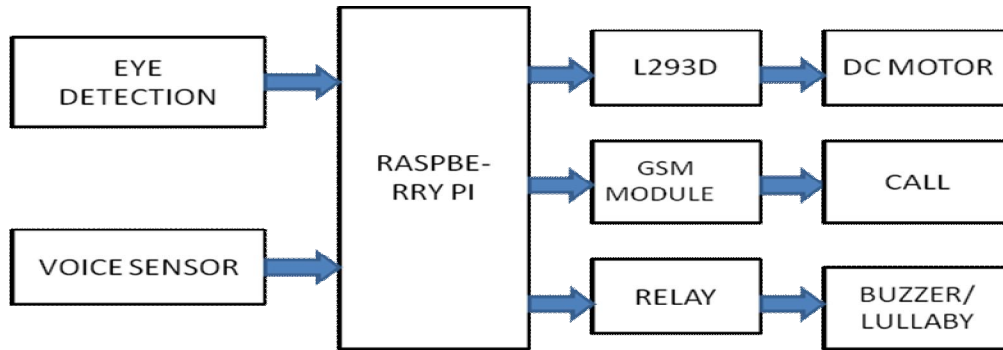 EYE
DETECTION
VOICE SENSOR
RASPBE-
RRY PI
L293D
DC MOTOR
GSM
MODULE
CALL
RELAY
BUZZER/
LULLABY